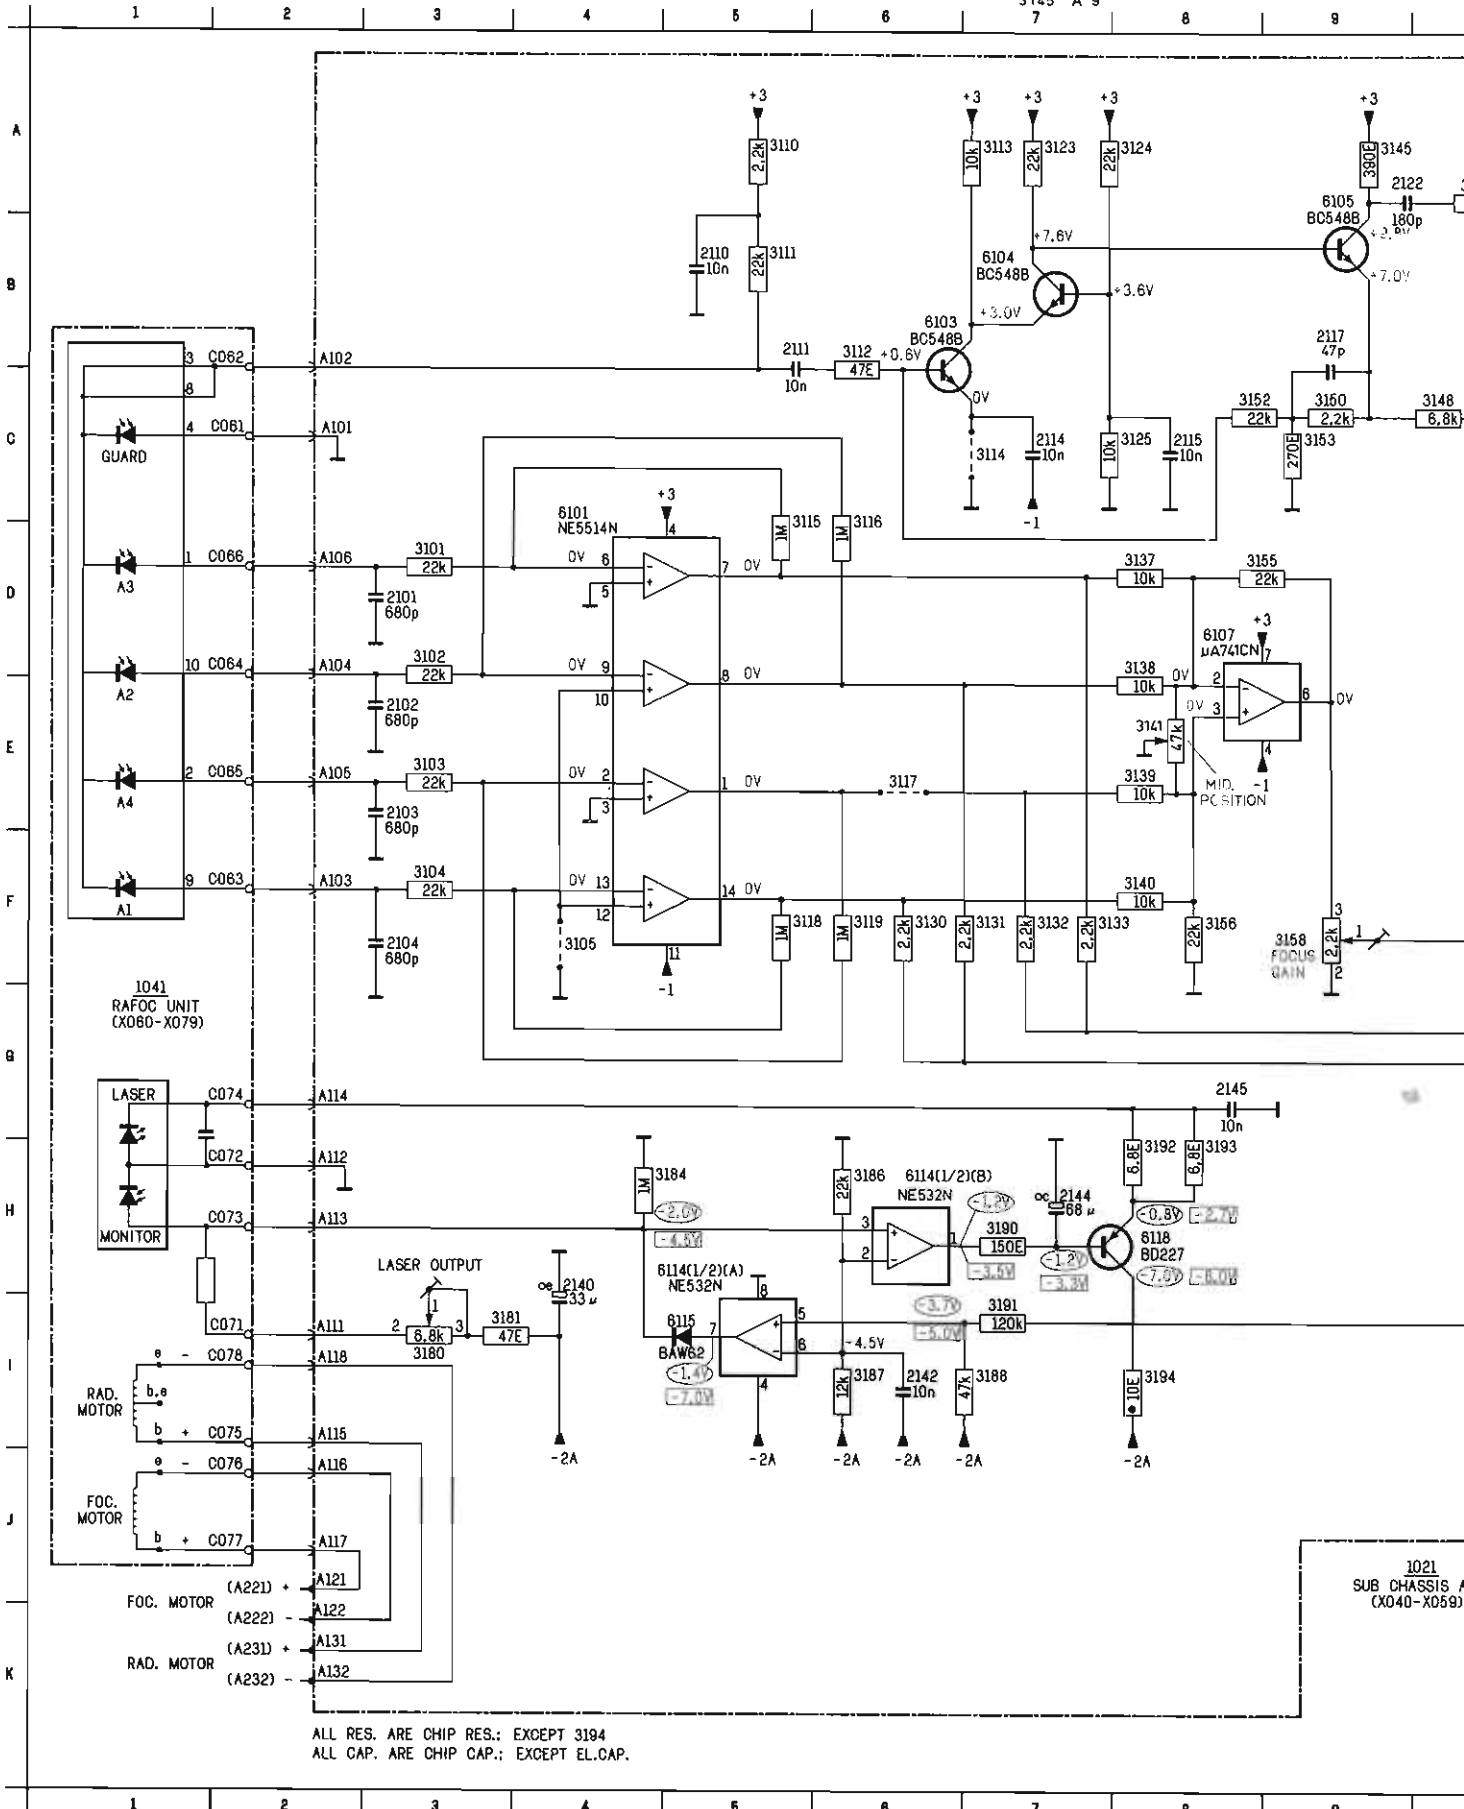 3145 A 9
1 2 3 4 5 6 7 8 9
A
+3 +3 +3 +3 +3
2,2k 3110 10k 3113 22k 3123 22k 3124 390E 3145
2122
180p
6105
BC548B
+7.6V
+7.0V
B
2110
10n
22k 3111
6104
BC548B
+3.6V
+3.0V
6103
BC548B
2117
47p
3 C062 A102
2111
10n
3112
47E
+0.6V
0V
8
C
4 C061 A101
GUARD
3114
2114
10n
-1
10k 3125
2115
10n
3152
22k
3150
2,2k
3148
6,8k
270E 3153
+3
6101
NE5514N
4
1M 3115
1M 3116
D
1 C066 A106
A3
3101
22k
2101
680p
0V 6 5 7 0V
3137
10k
3155
22k
+3
6107
µA741CN
7
10 C064 A104
A2
3102
22k
2102
680p
0V 9 10 8 0V
3138
10k
0V 2
0V 3
6 0V
E
3141
47k
4
-1
MID.
POSITION
2 C065 A105
A4
3103
22k
2103
680p
0V 2 3 1 0V
3117
3139
10k
F
9 C063 A103
A1
3104
22k
2104
680p
0V 13 12 14 0V
3140
10k
3105
11
-1
1M 3118
1M 3119
2,2k 3130
2,2k 3131
2,2k 3132
2,2k 3133
22k 3156
3158
FOCUS
GAIN
3
2,2k
1
2
1041
RAFOC UNIT
(X060-X079)
G
LASER
C074 A114
2145
10n
C072 A112
H
MONITOR
C073 A113
1M 3184
-2.0V
-4.5V
22k 3186
6114(1/2)(B)
NE532N
3 2 1
-1.2V
-3.5V
3190
150E
2144
68 µ
-1.2V
-3.3V
6,8E 3192
6,8E 3193
-0.8V -2.7V
6118
BD227
-7.0V -6.0V
LASER OUTPUT
2140
33 µ
6114(1/2)(A)
NE532N
8
C071 A111
2 1 3
6,8k
3180
3181
47E
6115
BAW62
7 5 6 4
-1.4V
-7.0V
-3.7V
-5.0V
3191
120k
-4.5V
I
C078 A118
e -
RAD.
MOTOR
b.e
b + C075 A115
12k 3187
2142
10n
47k 3188
10E 3194
-2A -2A -2A -2A -2A -2A
e - C076 A116
J
FOC.
MOTOR
b + C077 A117
FOC. MOTOR
(A221) + A121
(A222) - A122
1021
SUB CHASSIS A
(X040-X059)
K
RAD. MOTOR
(A231) + A131
(A232) - A132
ALL RES. ARE CHIP RES.: EXCEPT 3194
ALL CAP. ARE CHIP CAP.: EXCEPT EL.CAP.
1 2 3 4 5 6 7 8 9